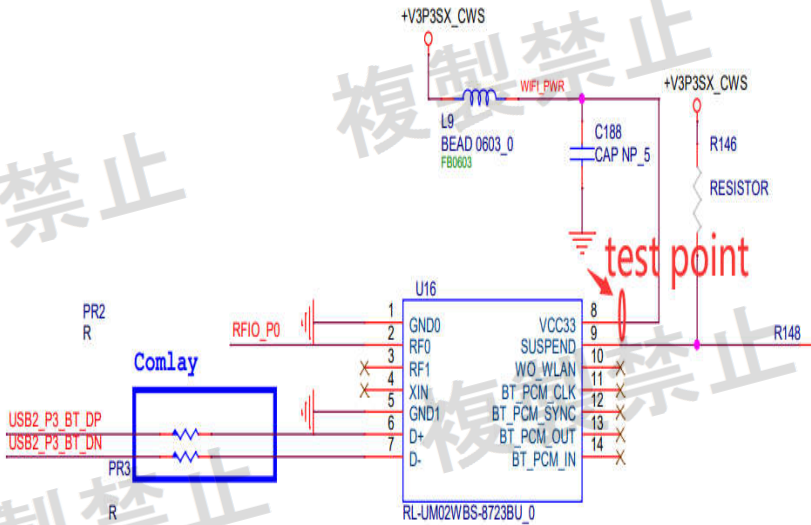 +V3P3SX_CWS
複製禁止
WIFI_PWR
+V3P3SX_CWS
L9
BEAD 0603_0
FB0603
C188
CAP NP_5
R146
RESISTOR
禁止
test point
U16
PR2
R
RFIO_P0
Comlay
1
GND0
2
RF0
3
RF1
4
XIN
5
GND1
6
D+
7
D-
8
VCC33
9
SUSPEND
10
WO_WLAN
11
BT_PCM_CLK
12
BT_PCM_SYNC
13
BT_PCM_OUT
14
BT_PCM_IN
R148
複製禁止
USB2_P3_BT_DP
USB2_P3_BT_DN
PR3
R
RL-UM02WBS-8723BU_0
製禁止